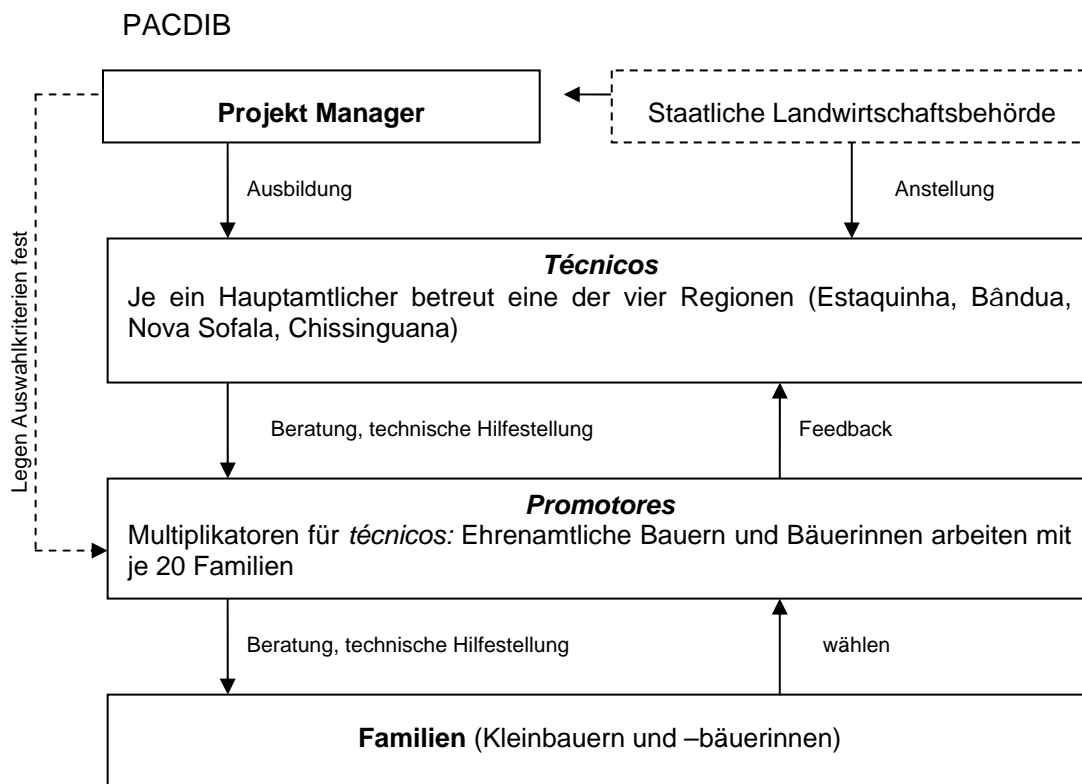 PACDIB
Projekt Manager
Staatliche Landwirtschaftsbehörde
Legen Auswahlkriterien fest
Ausbildung
Anstellung
Técnicos
Je ein Hauptamtlicher betreut eine der vier Regionen (Estaquinha, Bândua,
Nova Sofala, Chissinguana)
Beratung, technische Hilfestellung
Feedback
Promotores
Multiplikatoren für técnicos: Ehrenamtliche Bauern und Bäuerinnen arbeiten mit
je 20 Familien
Beratung, technische Hilfestellung
wählen
Familien (Kleinbauern und –bäuerinnen)